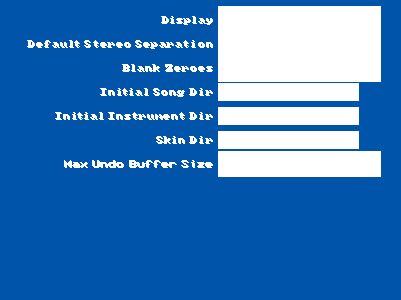 Display
Default Stereo Separation
Blank Zeroes
Initial Song Dir
Initial Instrument Dir
Skin Dir
Max Undo Buffer Size